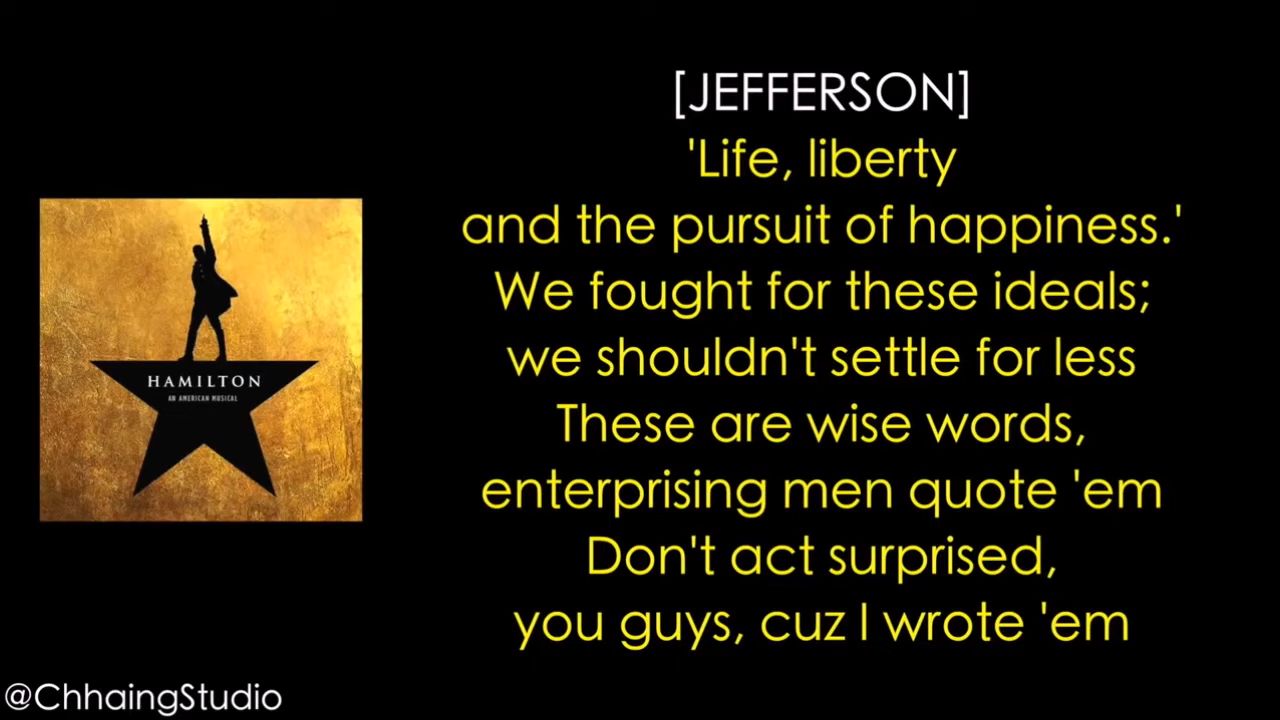 [JEFFERSON]
'Life, liberty
and the pursuit of happiness.'
We fought for these ideals;
we shouldn't settle for less
These are wise words,
enterprising men quote 'em
Don't act surprised,
you guys, cuz I wrote 'em
HAMILTON
AN AMERICAN MUSICAL
@ChhaingStudio